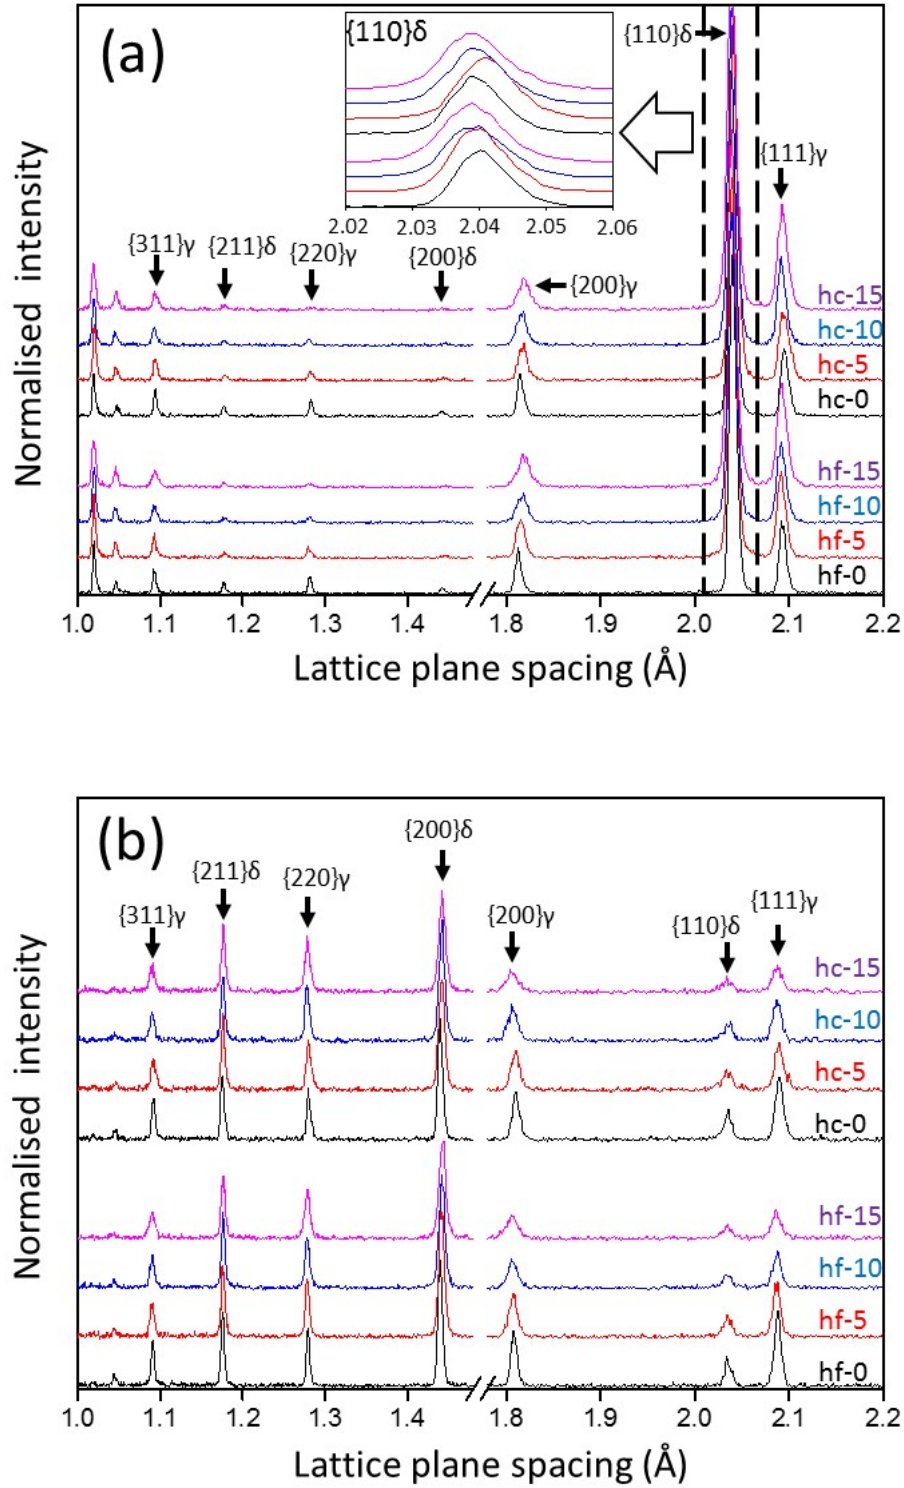 (a)
{110}δ
{110}δ
{111}γ
2.02 2.03 2.04 2.05 2.06
{311}γ {211}δ {220}γ {200}δ
{200}γ
hc-15
hc-10
hc-5
hc-0
hf-15
hf-10
hf-5
hf-0
Normalised intensity
1.0 1.1 1.2 1.3 1.4 1.8 1.9 2.0 2.1 2.2
Lattice plane spacing (Å)
(b)
{200}δ
{211}δ {220}γ
{311}γ {200}γ {110}δ {111}γ
hc-15
hc-10
hc-5
hc-0
hf-15
hf-10
hf-5
hf-0
Normalised intensity
1.0 1.1 1.2 1.3 1.4 1.8 1.9 2.0 2.1 2.2
Lattice plane spacing (Å)